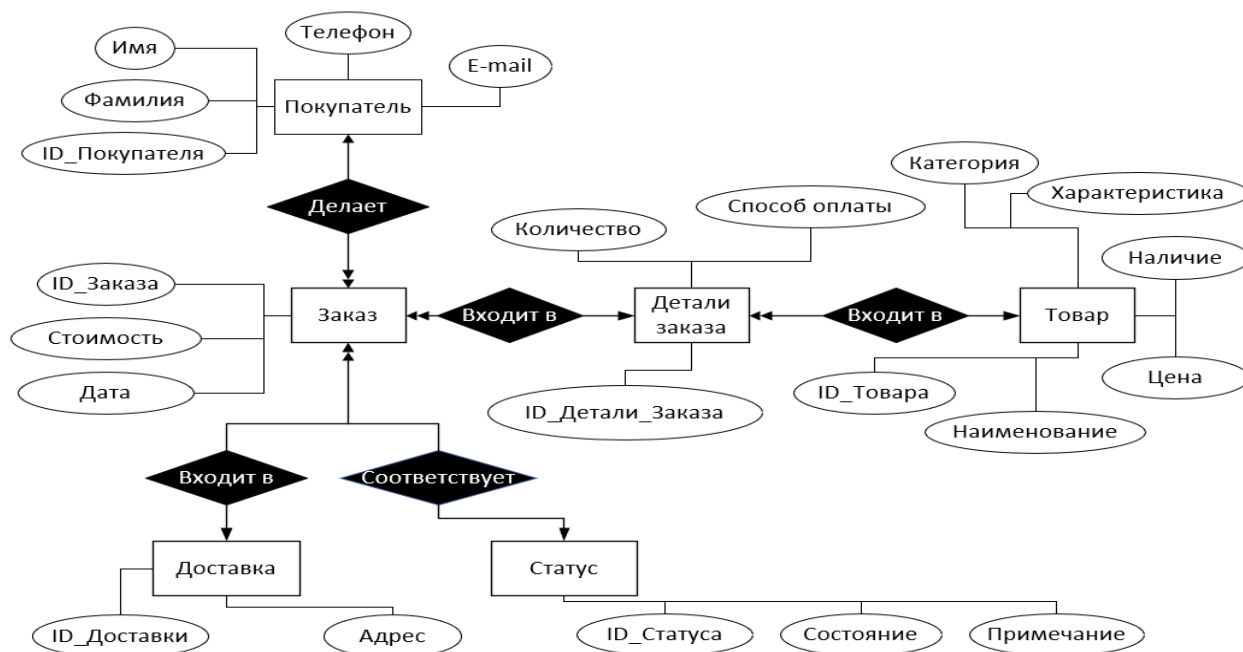 Телефон
Имя
E-mail
Фамилия
Покупатель
ID_Покупателя
Категория
Характеристика
Делает
Способ оплаты
Количество
Наличие
ID_Заказа
Заказ
Входит в
Детали
заказа
Входит в
Товар
Стоимость
Дата
ID_Детали_Заказа
ID_Товара
Цена
Наименование
Входит в
Соответствует
Доставка
Статус
ID_Доставки
Адрес
ID_Статуса
Состояние
Примечание